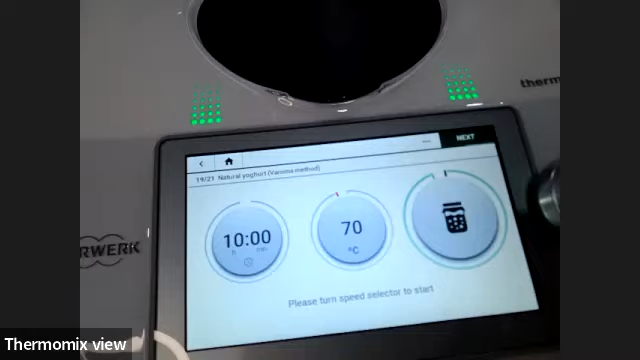 therm
NEXT
19/21 Natural yoghurt (Varoma method)
10:00
h min
70
°C
Please turn speed selector to start
RWERK
Thermomix view